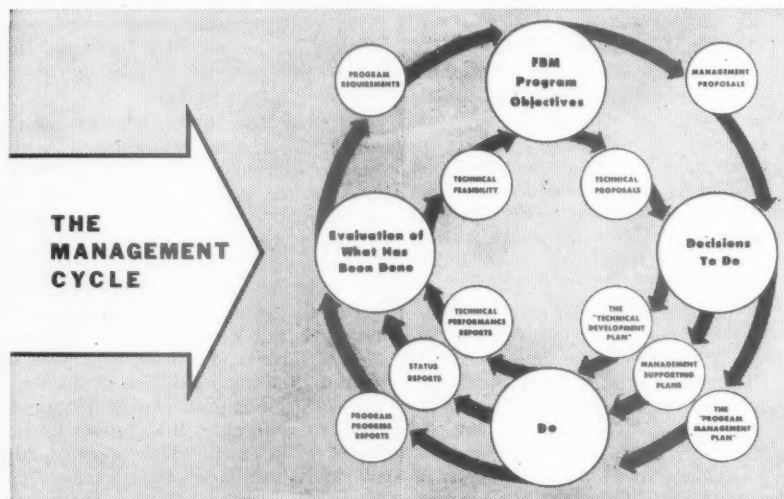 THE
MANAGEMENT
CYCLE
FBM
Program
Objectives
PROGRAM
REQUIREMENTS
MANAGEMENT
PROPOSALS
TECHNICAL
FEASIBILITY
TECHNICAL
PROPOSALS
Evaluation of
What Has
Been Done
Decisions
To Do
TECHNICAL
PERFORMANCE
REPORTS
THE
"TECHNICAL
DEVELOPMENT
PLAN"
STATUS
REPORTS
MANAGEMENT
SUPPORTING
PLANS
PROGRAM
PROGRESS
REPORTS
Do
THE
"PROGRAM
MANAGEMENT
PLAN"